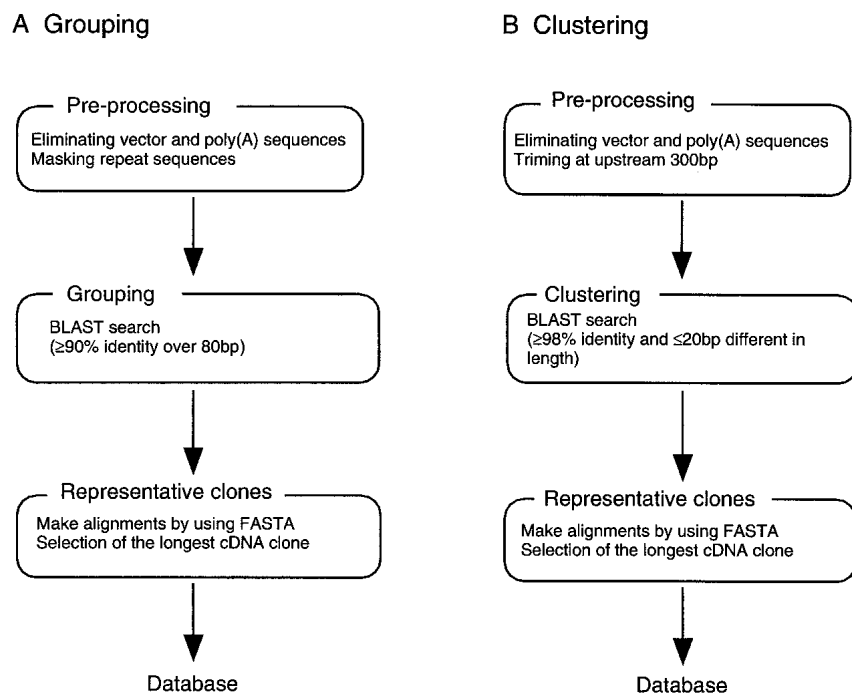 A Grouping
Pre-processing
Eliminating vector and poly(A) sequences
Masking repeat sequences
Grouping
BLAST search
(≥90% identity over 80bp)
Representative clones
Make alignments by using FASTA
Selection of the longest cDNA clone
Database
B Clustering
Pre-processing
Eliminating vector and poly(A) sequences
Triming at upstream 300bp
Clustering
BLAST search
(≥98% identity and ≤20bp different in
length)
Representative clones
Make alignments by using FASTA
Selection of the longest cDNA clone
Database